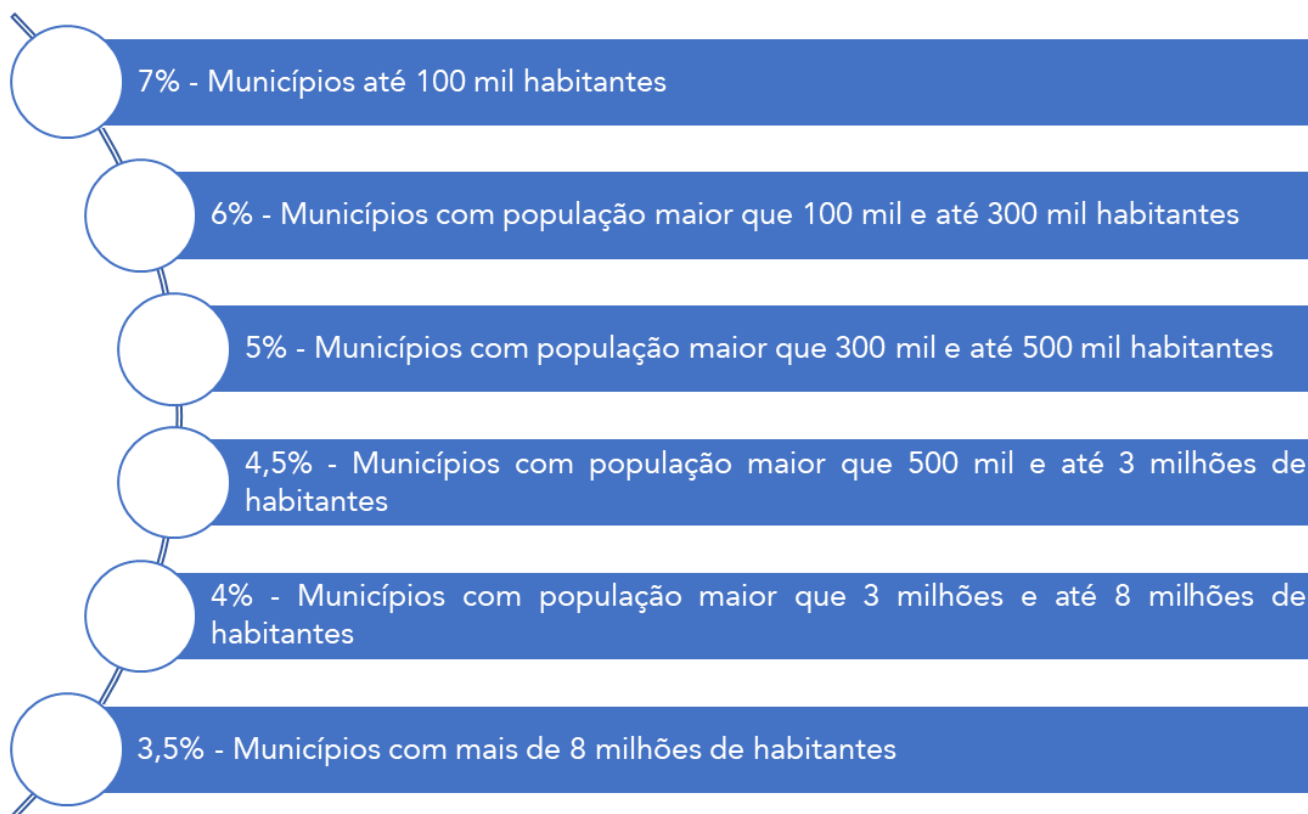 7% - Municípios até 100 mil habitantes
6% - Municípios com população maior que 100 mil e até 300 mil habitantes
5% - Municípios com população maior que 300 mil e até 500 mil habitantes
4,5% - Municípios com população maior que 500 mil e até 3 milhões de
habitantes
4% - Municípios com população maior que 3 milhões e até 8 milhões de
habitantes
3,5% - Municípios com mais de 8 milhões de habitantes